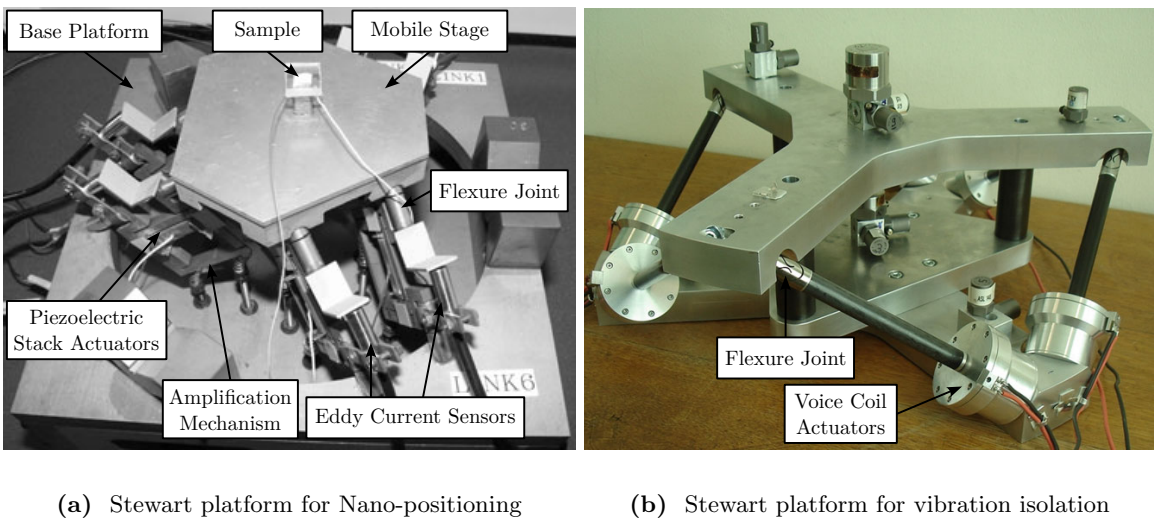 Base Platform
Sample
Mobile Stage
LINK1
Flexure Joint
Piezoelectric
Stack Actuators
Amplification
Mechanism
Eddy Current Sensors
LINK6
Flexure Joint
Voice Coil
Actuators
(a) Stewart platform for Nano-positioning
(b) Stewart platform for vibration isolation